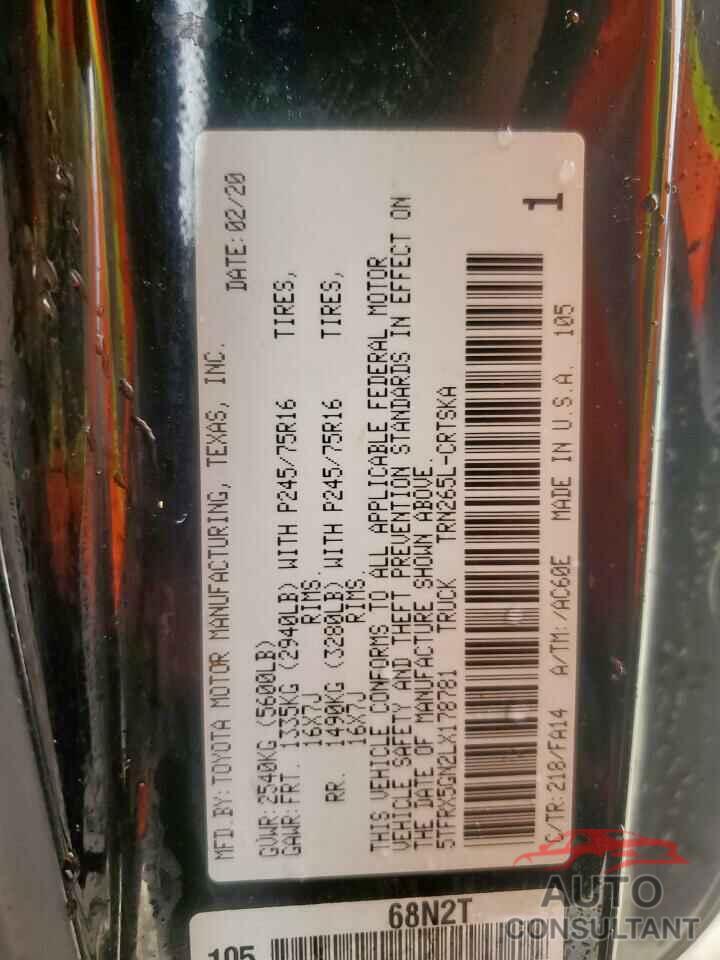 MFD.BY:TOYOTA MOTOR MANUFACTURING, TEXAS, INC. DATE:02/20
GVWR:2540KG (5600LB)
GAWR:FRT. 1335KG (2940LB) WITH P245/75R16 TIRES,
16X7J RIMS.
RR. 1490KG (3280LB) WITH P245/75R16 TIRES,
16X7J RIMS.
THIS VEHICLE CONFORMS TO ALL APPLICABLE FEDERAL MOTOR
VEHICLE SAFETY AND THEFT PREVENTION STANDARDS IN EFFECT ON
THE DATE OF MANUFACTURE SHOWN ABOVE.
5TFRX5GN2LX178781 TRUCK TRN265L-CRTSKA
1
C/TR:218/FA14 A/TM:/AC60E MADE IN U.S.A. 105
68N2T
105
AUTO
CONSULTANT